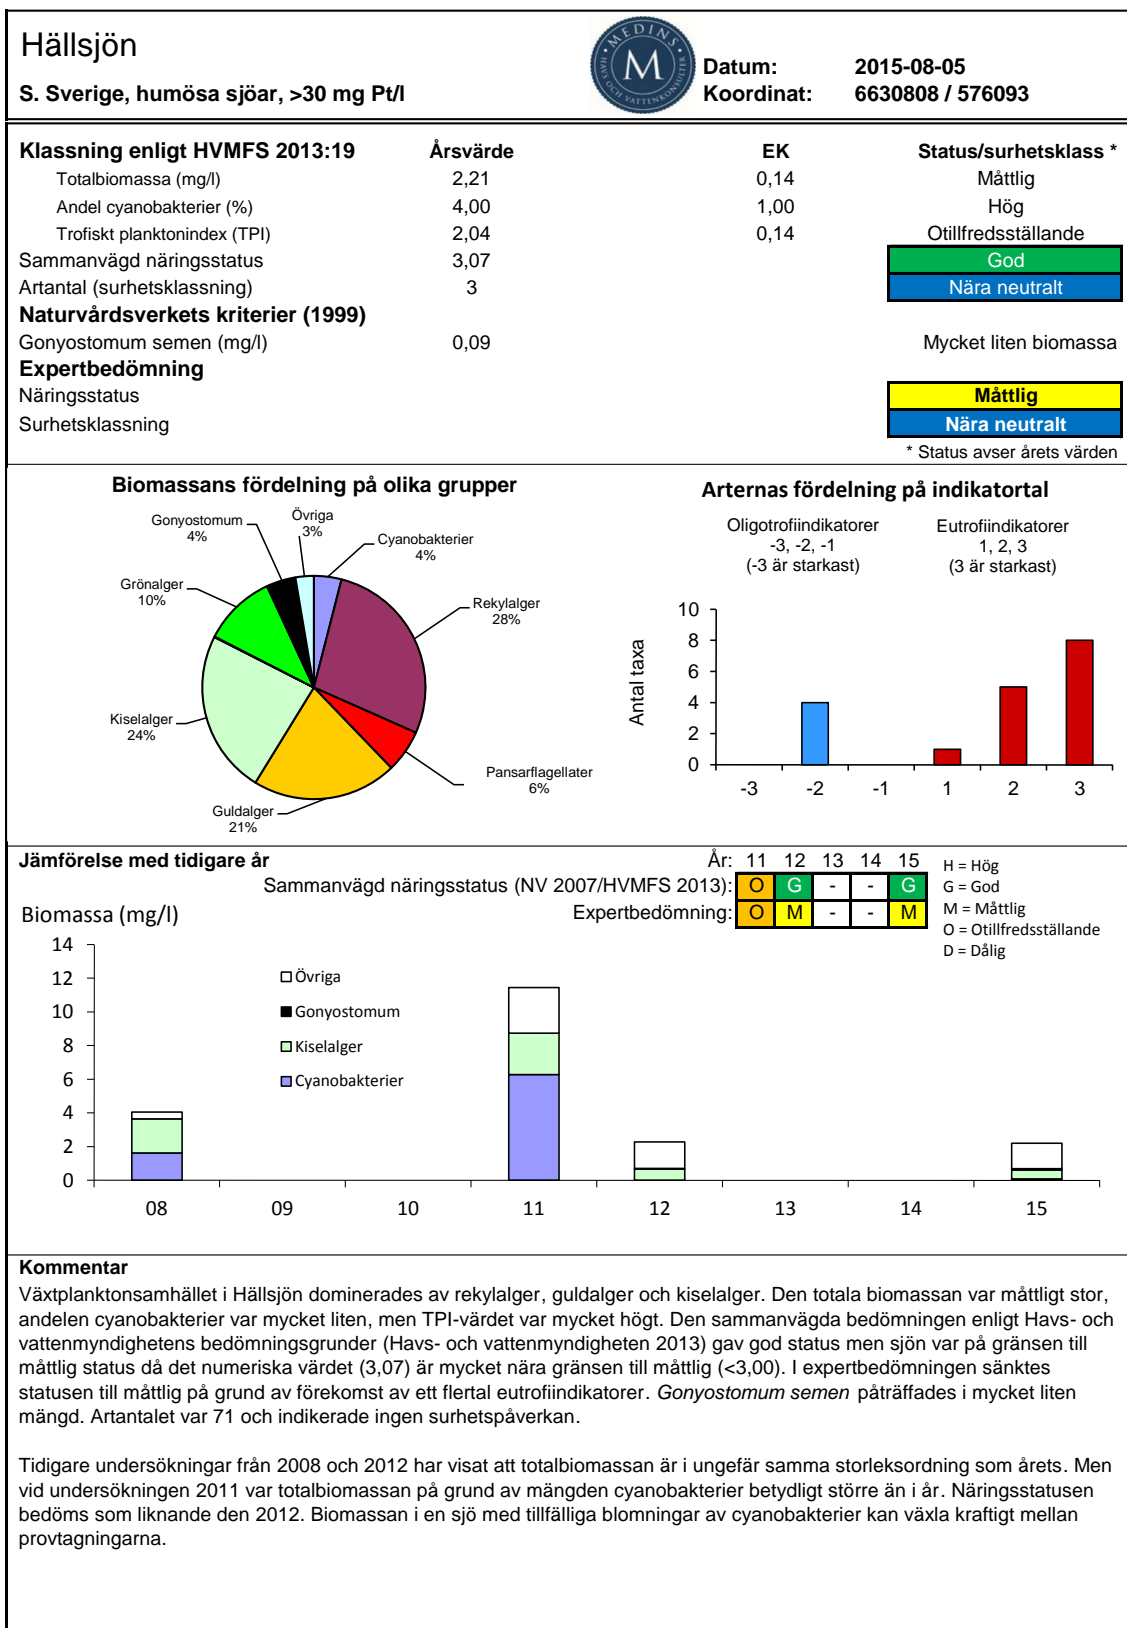 Hällsjön
S. Sverige, humösa sjöar, >30 mg Pt/l
MEDINS
M
HAVS OCH VATTENKONSULTER
Datum: 2015-08-05
Koordinat: 6630808 / 576093
Klassning enligt HVMFS 2013:19 Årsvärde EK Status/surhetsklass *
Totalbiomassa (mg/l) 2,21 0,14 Måttlig
Andel cyanobakterier (%) 4,00 1,00 Hög
Trofiskt planktonindex (TPI) 2,04 0,14 Otillfredsställande
Sammanvägd näringsstatus 3,07 God
Artantal (surhetsklassning) 3 Nära neutralt
Naturvårdsverkets kriterier (1999)
Gonyostomum semen (mg/l) 0,09 Mycket liten biomassa
Expertbedömning
Näringsstatus Måttlig
Surhetsklassning Nära neutralt
* Status avser årets värden
Biomassans fördelning på olika grupper
Övriga
3%
Gonyostomum
4%
Cyanobakterier
4%
Grönalger
10%
Rekylalger
28%
Kiselalger
24%
Pansarflagellater
6%
Guldalger
21%
Arternas fördelning på indikatortal
Oligotrofiindikatorer Eutrofiindikatorer
-3, -2, -1 1, 2, 3
(-3 är starkast) (3 är starkast)
Antal taxa
10
8
6
4
2
0
-3 -2 -1 1 2 3
Jämförelse med tidigare år
År: 11 12 13 14 15
Sammanvägd näringsstatus (NV 2007/HVMFS 2013): O G - - G
Expertbedömning: O M - - M
H = Hög
G = God
M = Måttlig
O = Otillfredsställande
D = Dålig
Biomassa (mg/l)
14
12
10
8
6
4
2
0
Övriga
Gonyostomum
Kiselalger
Cyanobakterier
08 09 10 11 12 13 14 15
Kommentar
Växtplanktonsamhället i Hällsjön dominerades av rekylalger, guldalger och kiselalger. Den totala biomassan var måttligt stor,
andelen cyanobakterier var mycket liten, men TPI-värdet var mycket högt. Den sammanvägda bedömningen enligt Havs- och
vattenmyndighetens bedömningsgrunder (Havs- och vattenmyndigheten 2013) gav god status men sjön var på gränsen till
måttlig status då det numeriska värdet (3,07) är mycket nära gränsen till måttlig (<3,00). I expertbedömningen sänktes
statusen till måttlig på grund av förekomst av ett flertal eutrofiindikatorer. Gonyostomum semen påträffades i mycket liten
mängd. Artantalet var 71 och indikerade ingen surhetspåverkan.
Tidigare undersökningar från 2008 och 2012 har visat att totalbiomassan är i ungefär samma storleksordning som årets. Men
vid undersökningen 2011 var totalbiomassan på grund av mängden cyanobakterier betydligt större än i år. Näringsstatusen
bedöms som liknande den 2012. Biomassan i en sjö med tillfälliga blomningar av cyanobakterier kan växla kraftigt mellan
provtagningarna.